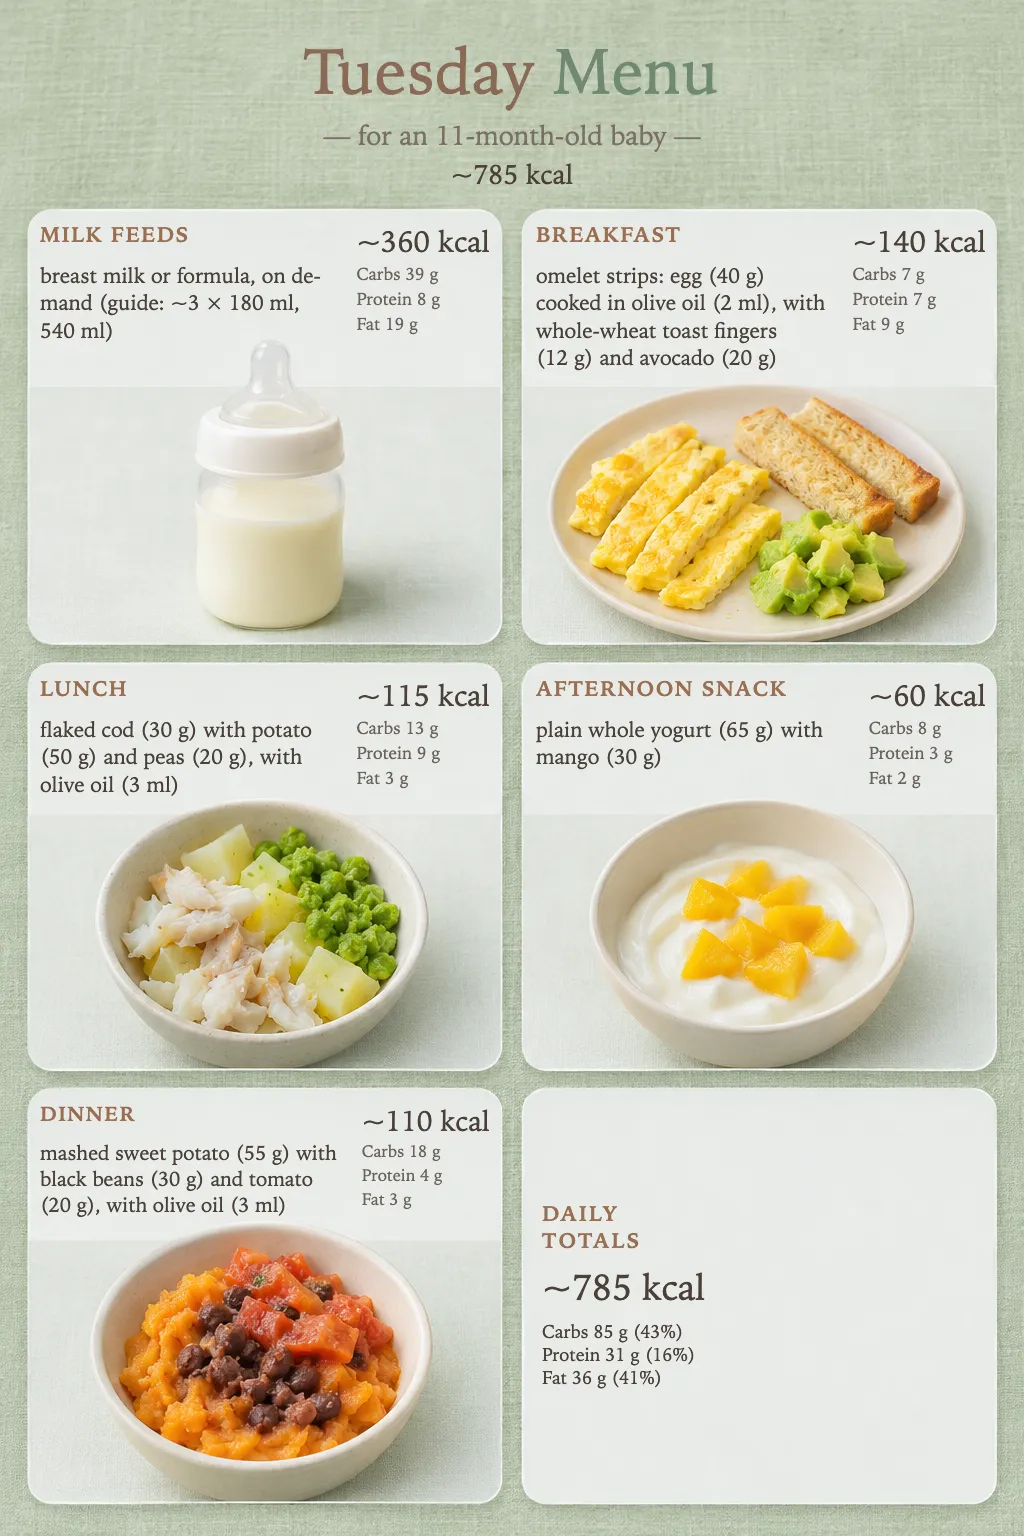 Tuesday Menu
— for an 11-month-old baby —
~785 kcal
MILK FEEDS
breast milk or formula, on de-
mand (guide: ~3 × 180 ml,
540 ml)
~360 kcal
Carbs 39 g
Protein 8 g
Fat 19 g
BREAKFAST
omelet strips: egg (40 g)
cooked in olive oil (2 ml), with
whole-wheat toast fingers
(12 g) and avocado (20 g)
~140 kcal
Carbs 7 g
Protein 7 g
Fat 9 g
LUNCH
flaked cod (30 g) with potato
(50 g) and peas (20 g), with
olive oil (3 ml)
~115 kcal
Carbs 13 g
Protein 9 g
Fat 3 g
AFTERNOON SNACK
plain whole yogurt (65 g) with
mango (30 g)
~60 kcal
Carbs 8 g
Protein 3 g
Fat 2 g
DINNER
mashed sweet potato (55 g) with
black beans (30 g) and tomato
(20 g), with olive oil (3 ml)
~110 kcal
Carbs 18 g
Protein 4 g
Fat 3 g
DAILY
TOTALS
~785 kcal
Carbs 85 g (43%)
Protein 31 g (16%)
Fat 36 g (41%)